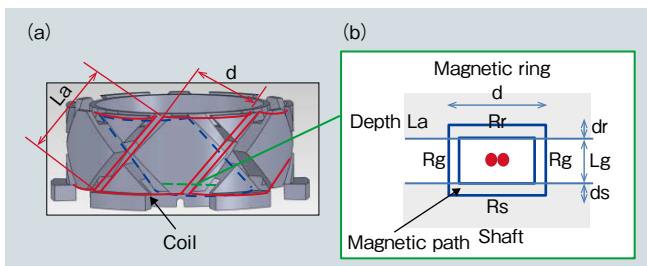 (a)
La
d
Coil
(b)
Magnetic ring
d
Depth La
Rr
dr
Rg
Rg
Lg
Rs
ds
Magnetic path
Shaft